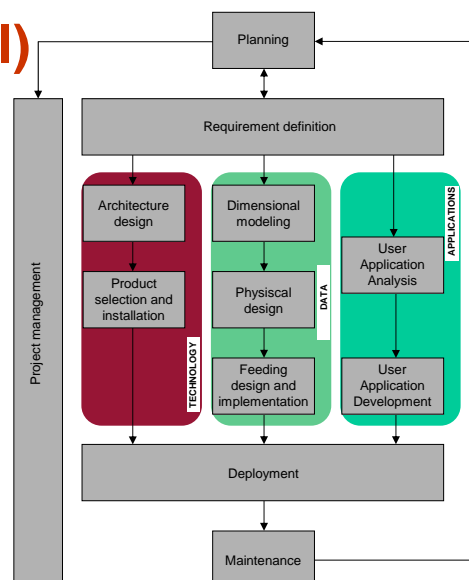 l)
Planning
Requirement definition
Project management
Architecture
design
Product
selection and
installation
TECHNOLOGY
Dimensional
modeling
Physiscal
design
Feeding
design and
implementation
DATA
User
Application
Analysis
User
Application
Development
APPLICATIONS
Deployment
Maintenance